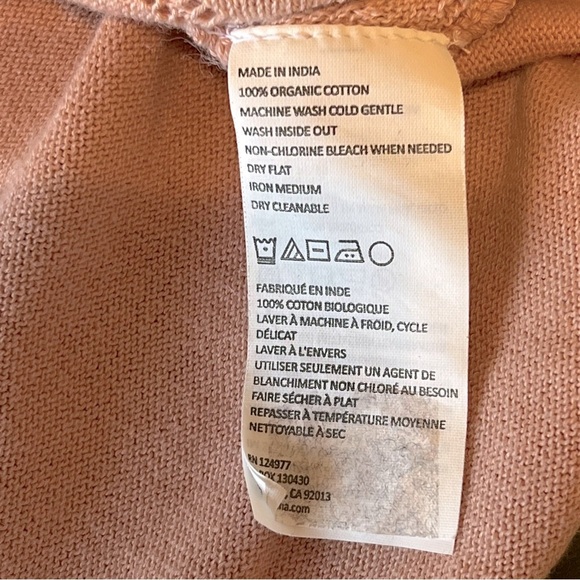 MADE IN INDIA
100% ORGANIC COTTON
MACHINE WASH COLD GENTLE
WASH INSIDE OUT
NON-CHLORINE BLEACH WHEN NEEDED
DRY FLAT
IRON MEDIUM
DRY CLEANABLE
FABRIQUÉ EN INDE
100% COTON BIOLOGIQUE
LAVER À MACHINE À FROID, CYCLE
DÉLICAT
LAVER À L'ENVERS
UTILISER SEULEMENT UN AGENT DE
BLANCHIMENT NON CHLORÉ AU BESOIN
FAIRE SÉCHER À PLAT
REPASSER À TEMPÉRATURE MOYENNE
NETTOYABLE À SEC
RN 124977
130430
, CA 92013
.com